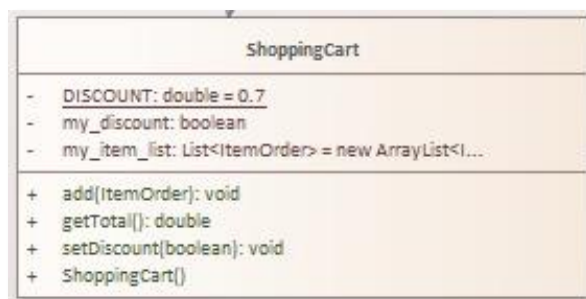 ShoppingCart
- DISCOUNT: double = 0.7
- my_discount: boolean
- my_item_list: List<ItemOrder> = new ArrayList<I...
+ add(ItemOrder): void
+ getTotal(): double
+ setDiscount(boolean): void
+ ShoppingCart()